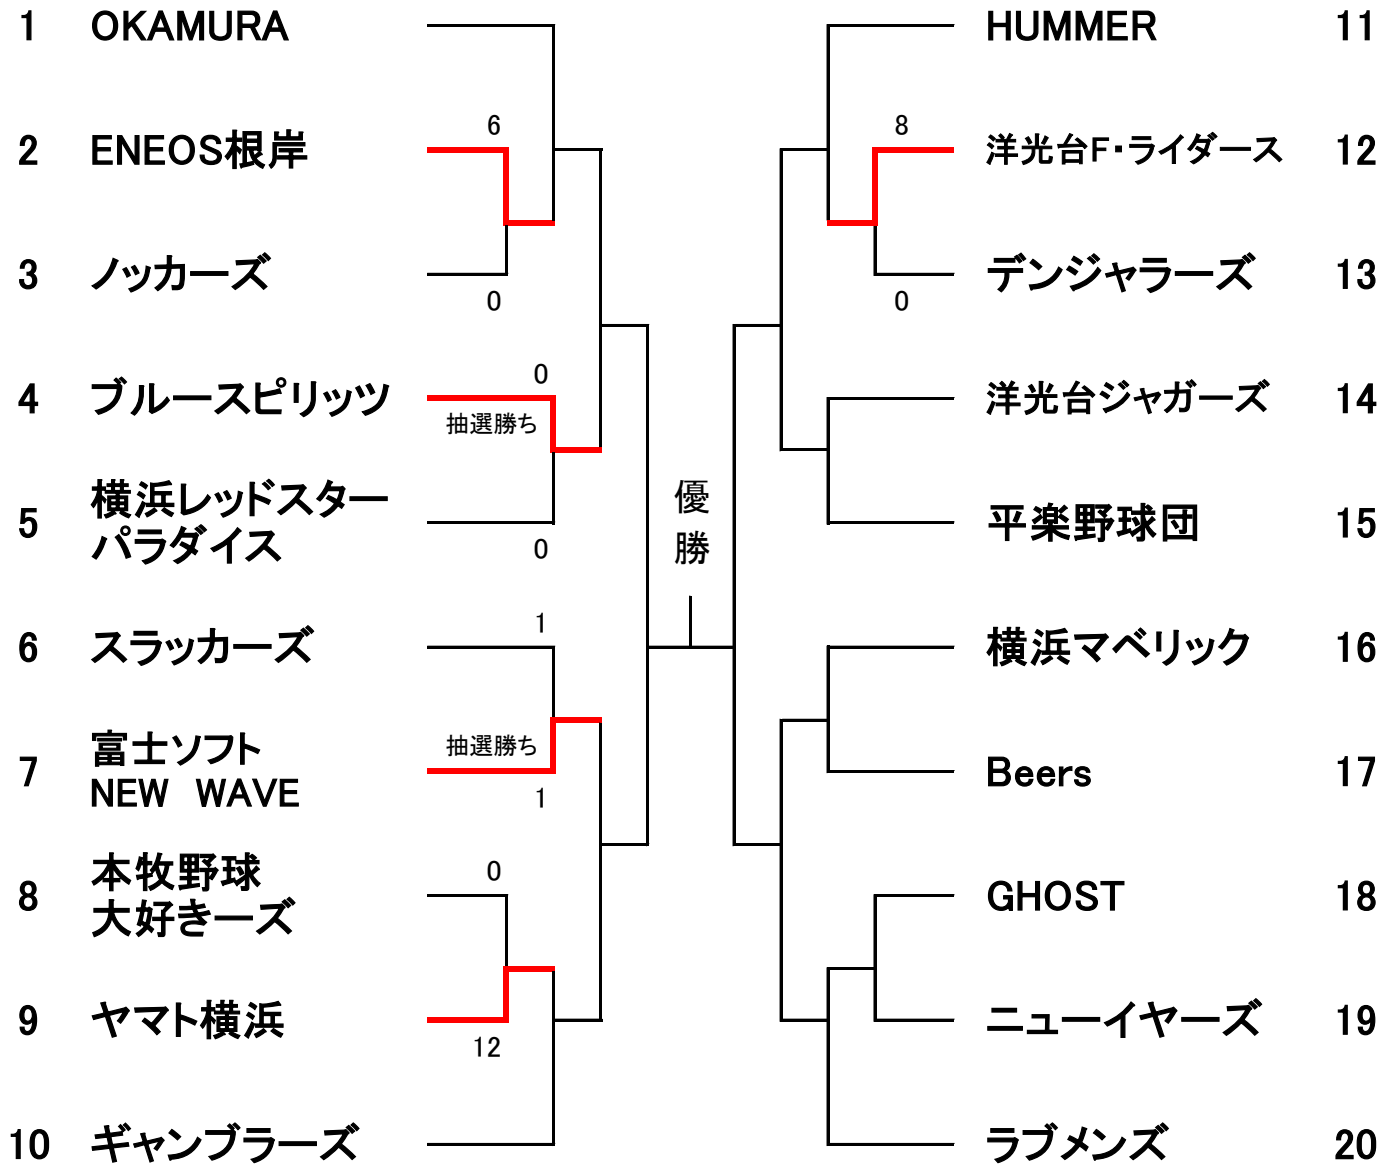 1 OKAMURA
6
2 ENEOS根岸
3 ノッカーズ
0
0
4 ブルースピリッツ
抽選勝ち
5 横浜レッドスター
パラダイス
0
1
6 スラッカーズ
7 富士ソフト
NEW WAVE
抽選勝ち
1
0
8 本牧野球
大好きーズ
9 ヤマト横浜
12
10 ギャンブラーズ
優
勝
HUMMER 11
8
洋光台F・ライダース 12
デンジャラーズ 13
0
洋光台ジャガーズ 14
平楽野球団 15
横浜マベリック 16
Beers 17
GHOST 18
ニューイヤーズ 19
ラブメンズ 20